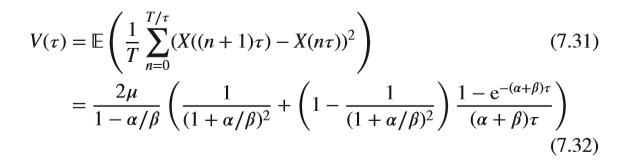 V(τ) = 𝔼 ( 1/T ∑_{n=0}^{T/τ} (X((n + 1)τ) − X(nτ))² ) (7.31)
= 2μ/(1 − α/β) ( 1/(1 + α/β)² + ( 1 − 1/(1 + α/β)² ) (1 − e^{−(α+β)τ})/((α + β)τ) )
(7.32)